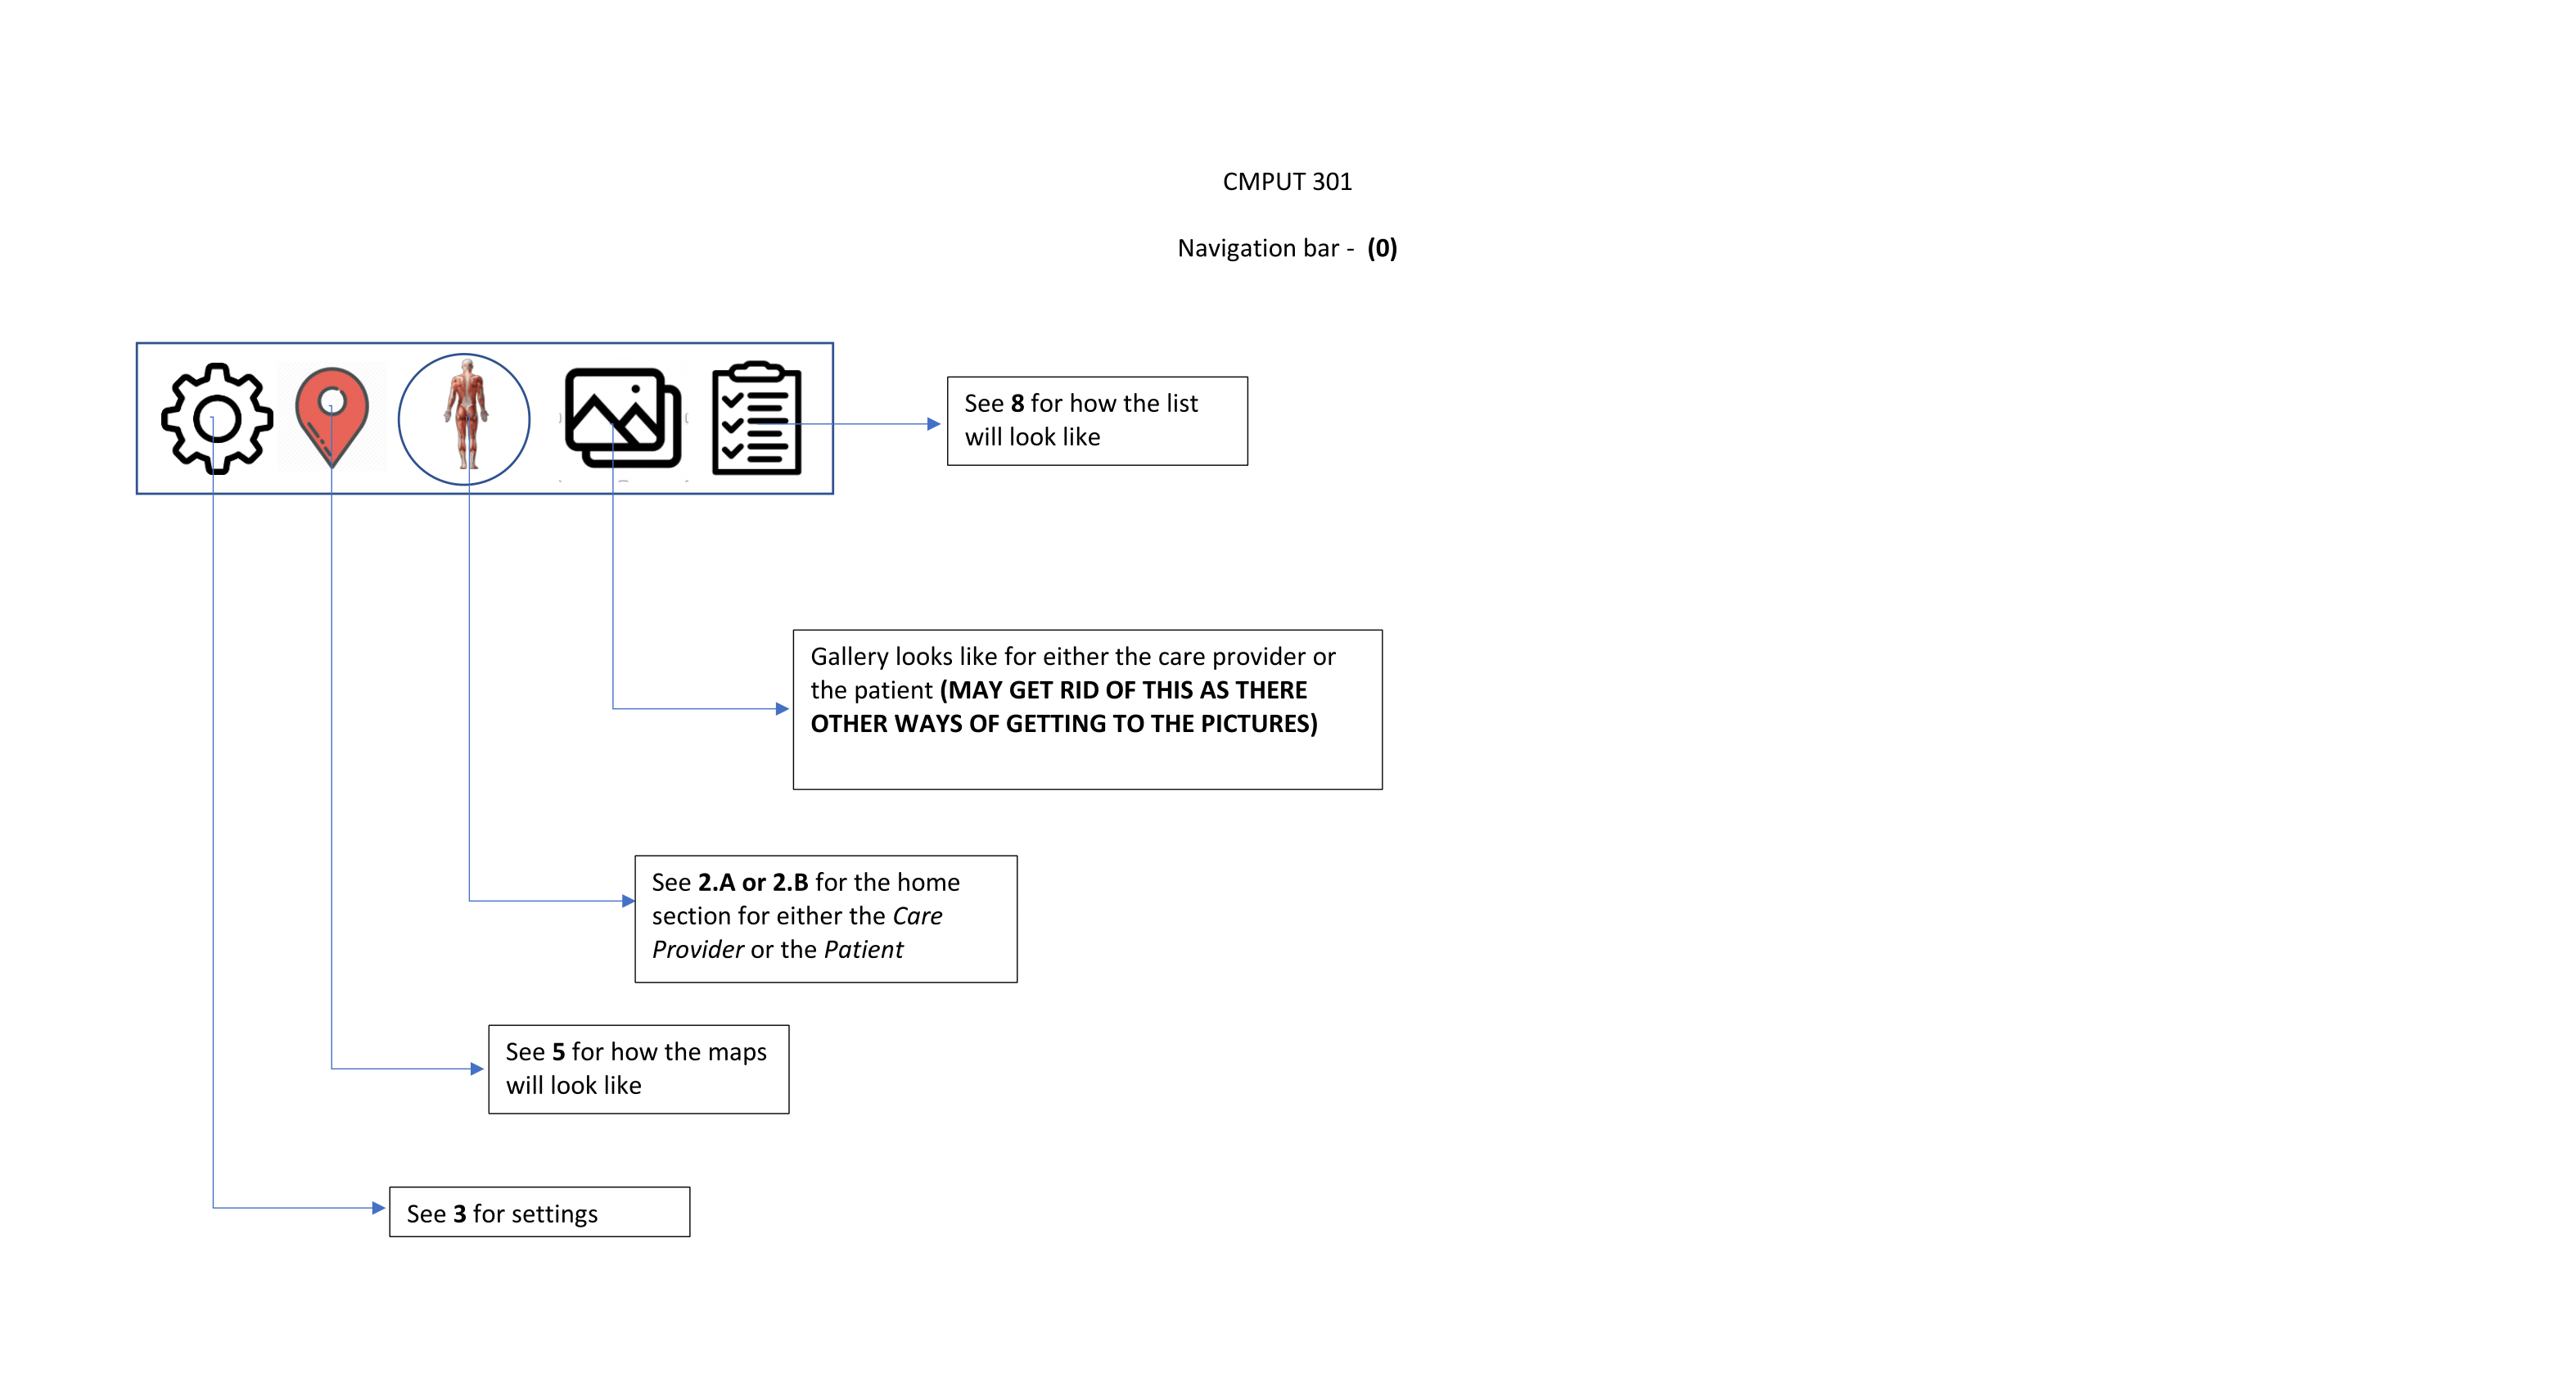 CMPUT 301
Navigation bar -  (0)
See 8 for how the list
will look like
Gallery looks like for either the care provider or
the patient (MAY GET RID OF THIS AS THERE
OTHER WAYS OF GETTING TO THE PICTURES)
See 2.A or 2.B for the home
section for either the Care
Provider or the Patient
See 5 for how the maps
will look like
See 3 for settings